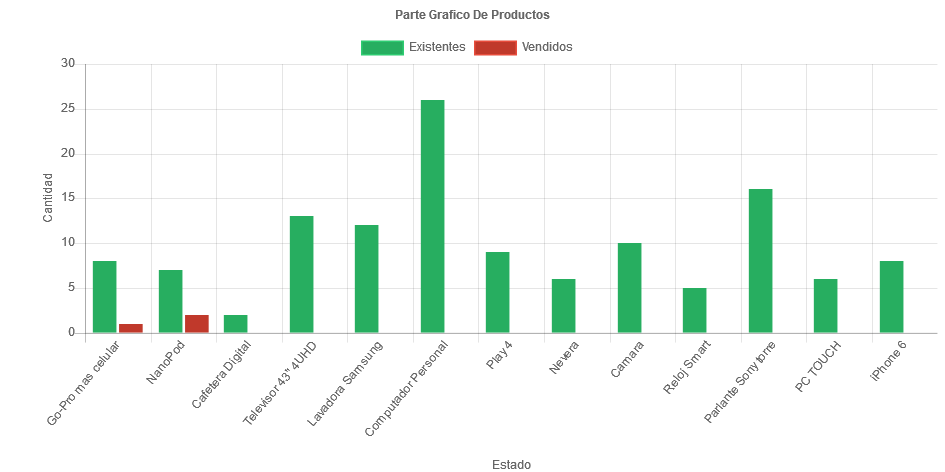 Parte Grafico De Productos
Existentes Vendidos
30
25
20
15
10
5
0
Cantidad
Go-Pro mas celular
NanoPod
Cafetera Digital
Televisor 43" 4UHD
Lavadora Samsung
Computador Personal
Play 4
Nevera
Camara
Reloj Smart
Parlante Sony torre
PC TOUCH
iPhone 6
Estado